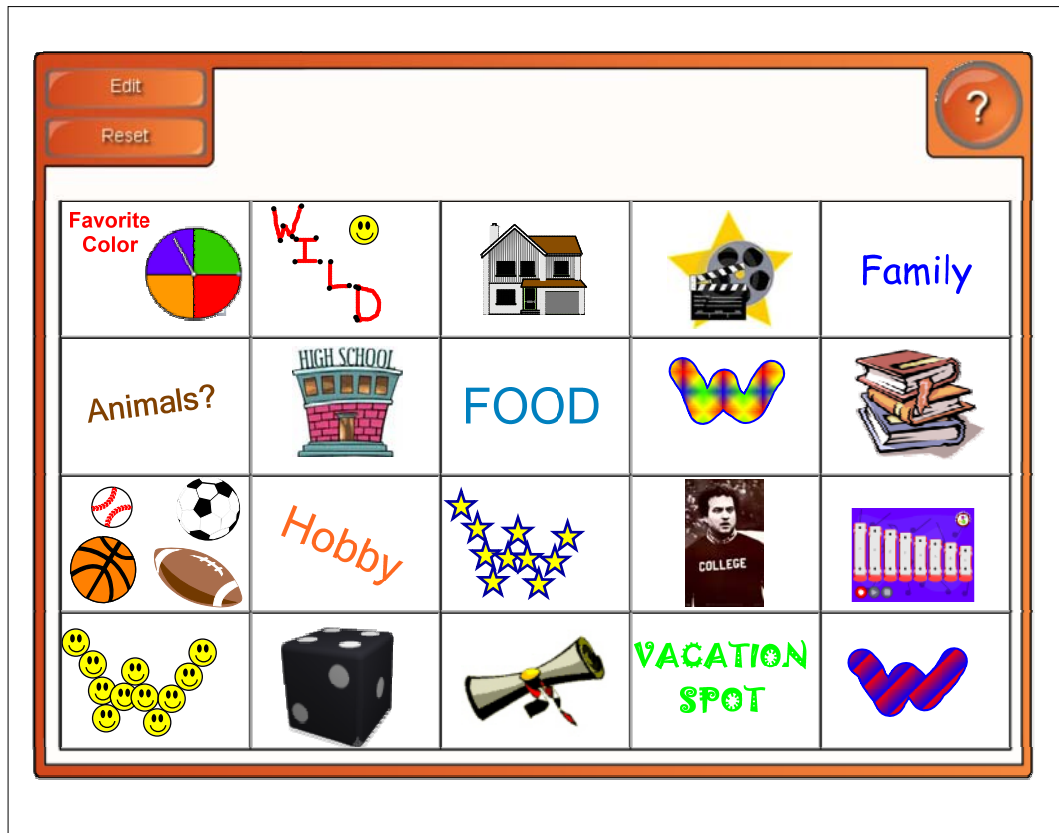 Edit
Reset
?
Favorite
Color
WILD
Family
Animals?
HIGH SCHOOL
FOOD
W
Hobby
W
COLLEGE
W
VACATION
SPOT
W